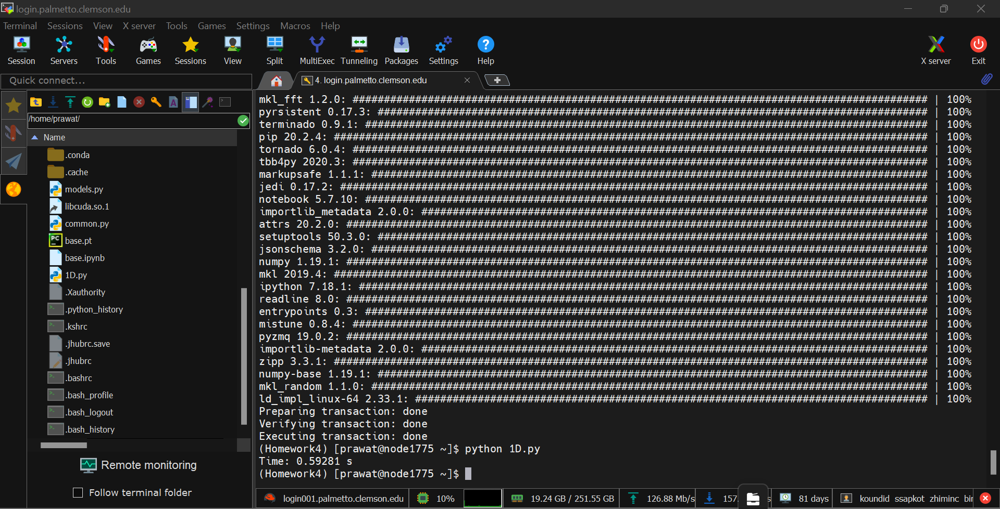 login.palmetto.clemson.edu
Terminal Sessions View X server Tools Games Settings Macros Help
Session Servers Tools Games Sessions View Split MultiExec Tunneling Packages Settings Help X server Exit
Quick connect...
4. login.palmetto.clemson.edu
/home/prawat/
Name
.conda
.cache
models.py
libcuda.so.1
common.py
base.pt
base.ipynb
1D.py
.Xauthority
.python_history
.kshrc
.jhubrc.save
.jhubrc
.bashrc
.bash_profile
.bash_logout
.bash_history
Remote monitoring
Follow terminal folder
mkl_fft 1.2.0: | 100%
pyrsistent 0.17.3: | 100%
terminado 0.9.1: | 100%
pip 20.2.4: | 100%
tornado 6.0.4: | 100%
tbb4py 2020.3: | 100%
markupsafe 1.1.1: | 100%
jedi 0.17.2: | 100%
notebook 5.7.10: | 100%
importlib_metadata 2.0.0: | 100%
attrs 20.2.0: | 100%
setuptools 50.3.0: | 100%
jsonschema 3.2.0: | 100%
numpy 1.19.1: | 100%
mkl 2019.4: | 100%
ipython 7.18.1: | 100%
readline 8.0: | 100%
entrypoints 0.3: | 100%
mistune 0.8.4: | 100%
pyzmq 19.0.2: | 100%
importlib-metadata 2.0.0: | 100%
zipp 3.3.1: | 100%
numpy-base 1.19.1: | 100%
mkl_random 1.1.0: | 100%
ld_impl_linux-64 2.33.1: | 100%
Preparing transaction: done
Verifying transaction: done
Executing transaction: done
(Homework4) [prawat@node1775 ~]$ python 1D.py
Time: 0.59281 s
(Homework4) [prawat@node1775 ~]$
login001.palmetto.clemson.edu 10% 19.24 GB / 251.55 GB 126.88 Mb/s 157. 81 days koundid ssapkot zhiminc bir